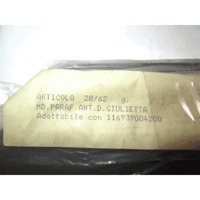 ARTICOLO 28/62 g.
MD.PARAF.ANT.D.GIULIETTA
Adattabile con 116939004200